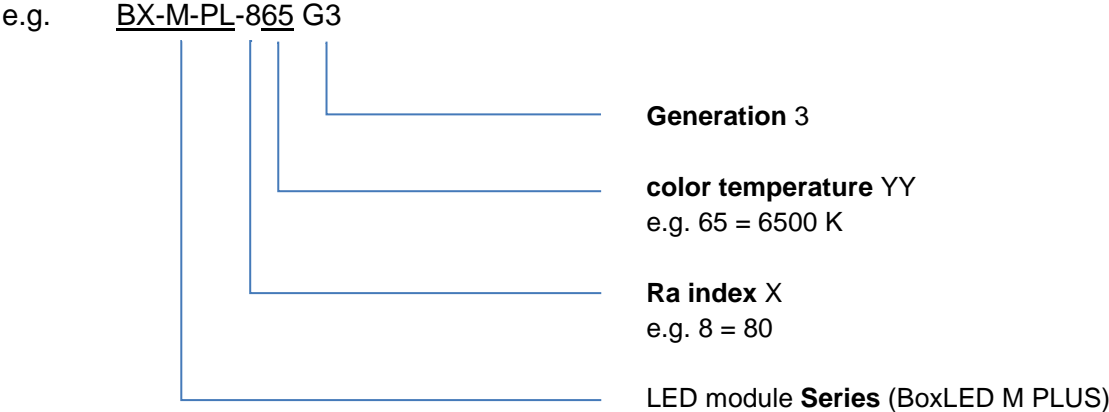 e.g. BX-M-PL-865 G3
Generation 3
color temperature YY
e.g. 65 = 6500 K
Ra index X
e.g. 8 = 80
LED module Series (BoxLED M PLUS)